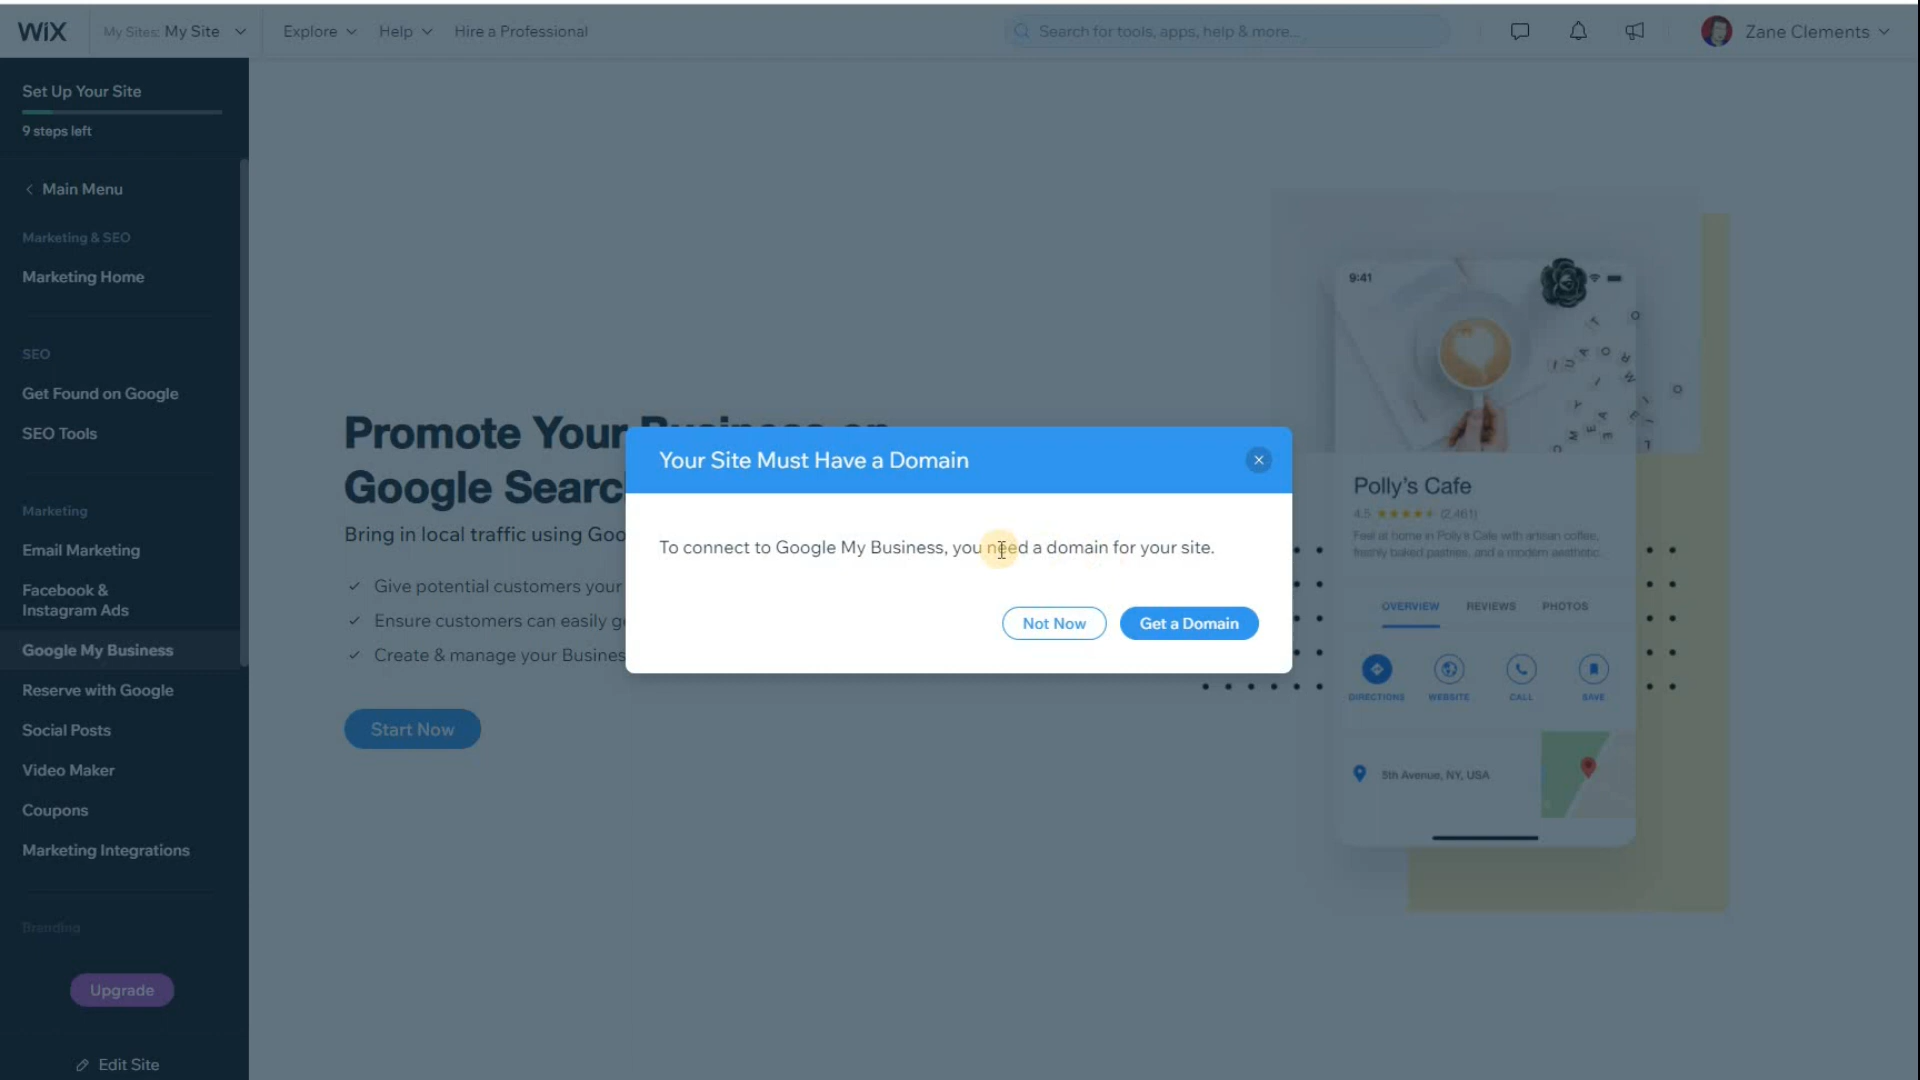 WiX
My Sites: My Site
Explore
Help
Hire a Professional
Search for tools, apps, help & more...
Zane Clements
Set Up Your Site
9 steps left
Main Menu
Marketing & SEO
Marketing Home
SEO
Get Found on Google
SEO Tools
Marketing
Email Marketing
Facebook &
Instagram Ads
Google My Business
Reserve with Google
Social Posts
Video Maker
Coupons
Marketing Integrations
Branding
Upgrade
Edit Site
Promote Your Business on
Google Searc
Bring in local traffic using Goo
Give potential customers your
Ensure customers can easily g
Create & manage your Busines
Start Now
Your Site Must Have a Domain
To connect to Google My Business, you need a domain for your site.
Not Now
Get a Domain
9:41
Polly's Cafe
4.5 (2,461)
Feel at home in Polly's Cafe with artisan coffee,
freshly baked pastries, and a modern aesthetic.
OVERVIEW
REVIEWS
PHOTOS
DIRECTIONS
WEBSITE
CALL
SAVE
5th Avenue, NY, USA